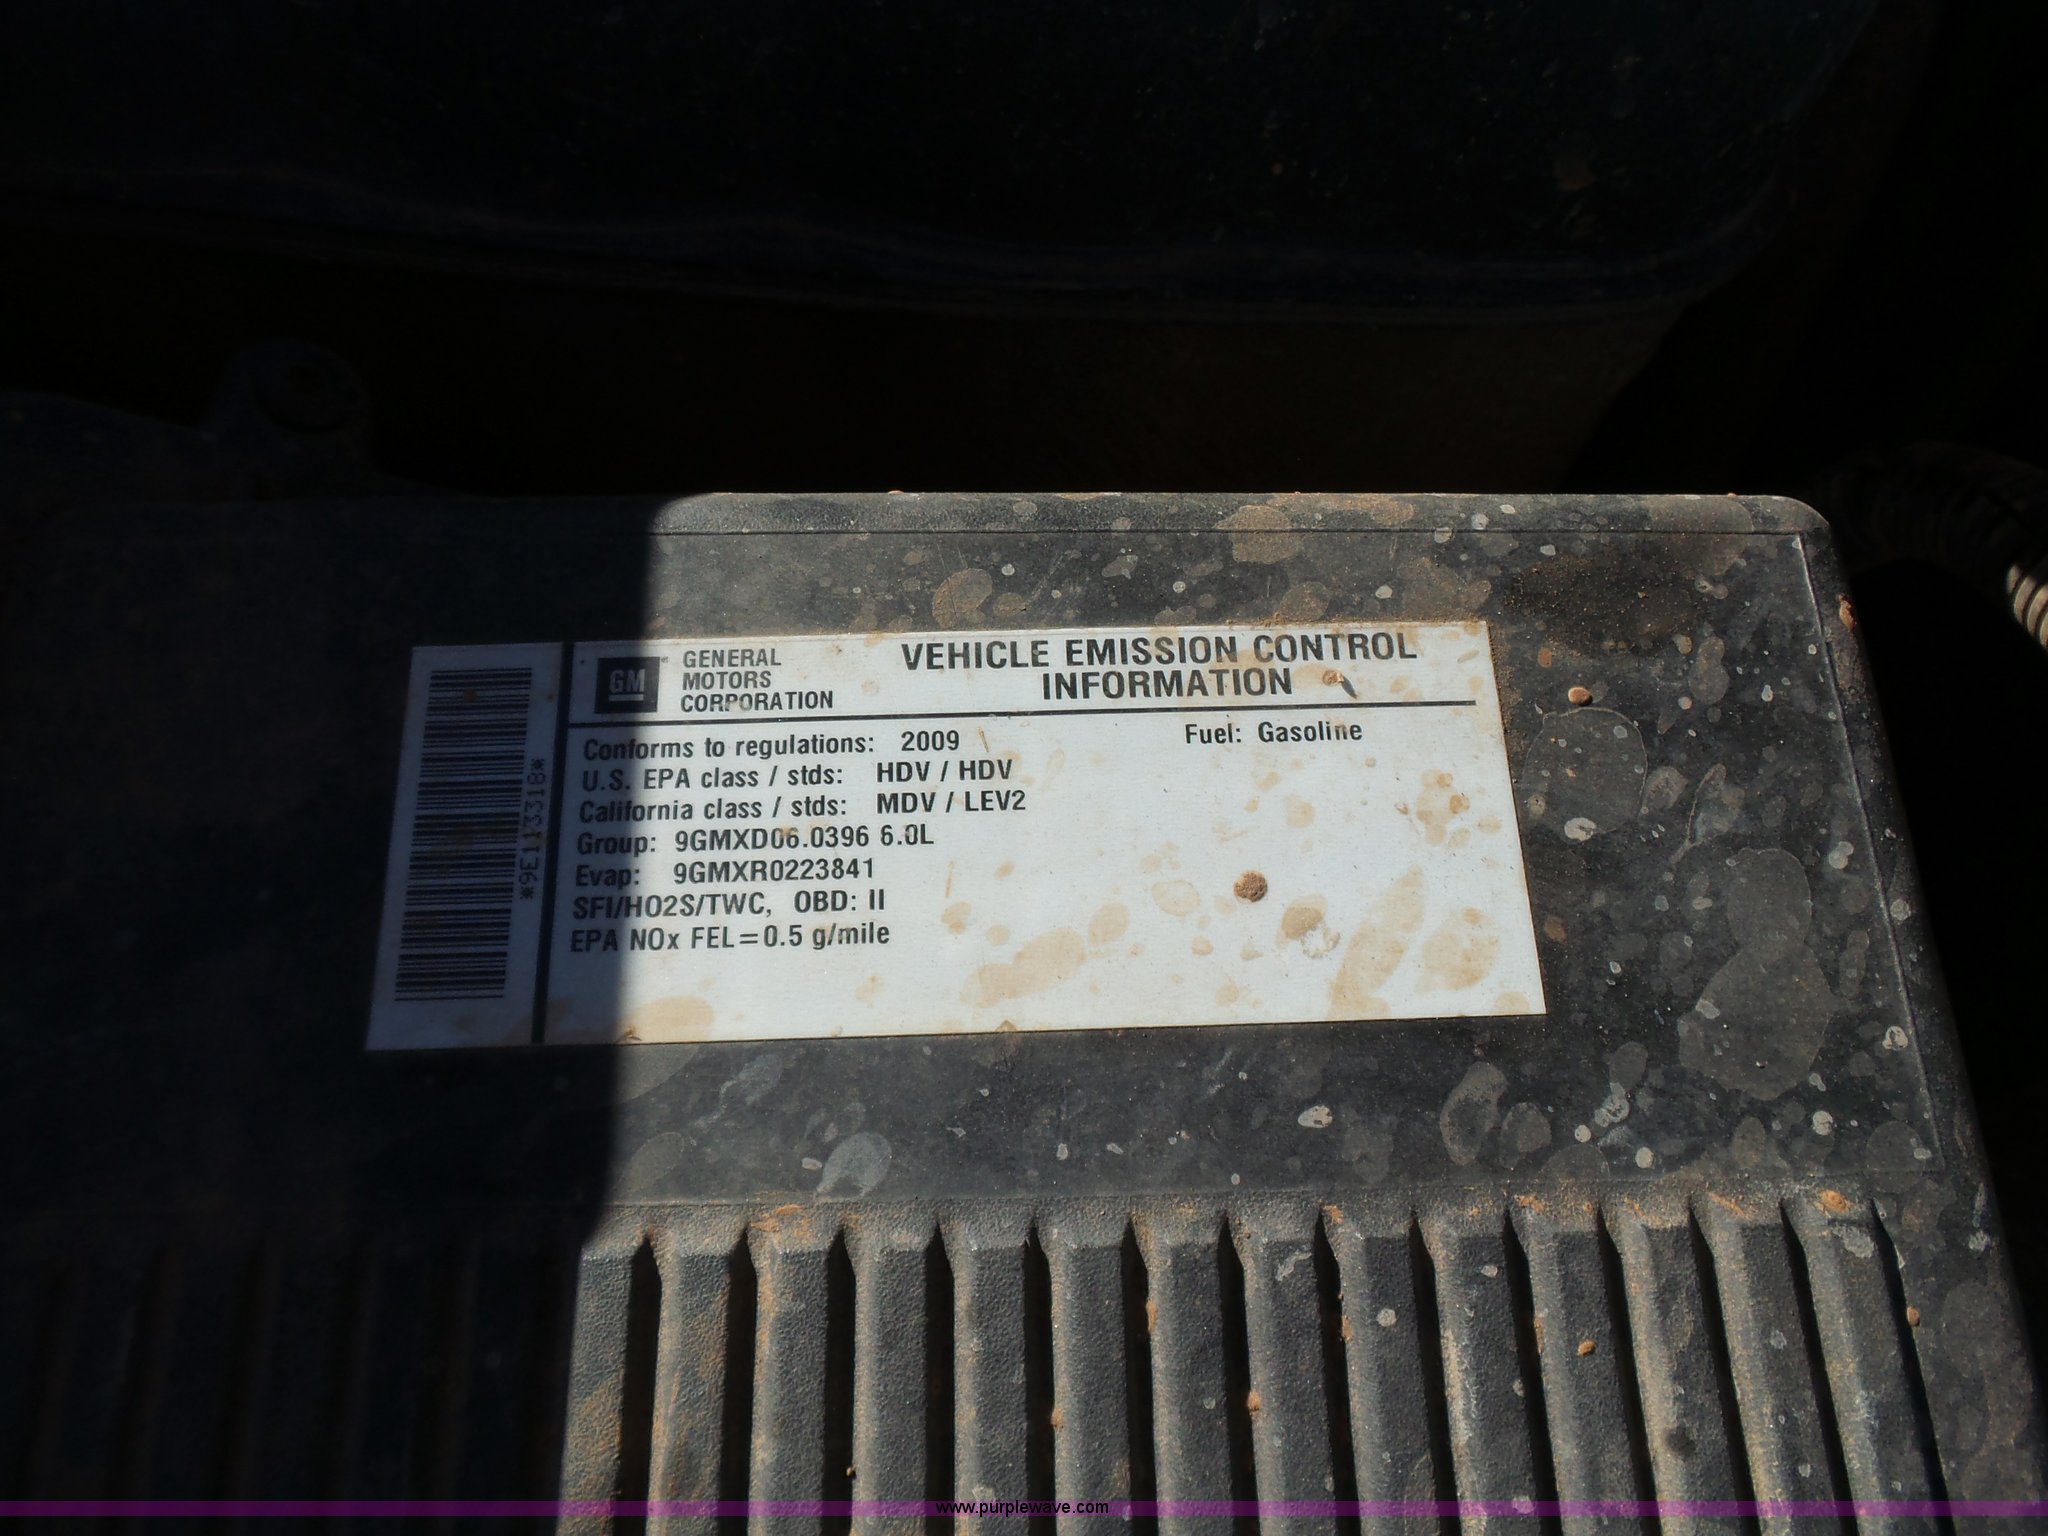 GM
GENERAL
MOTORS
CORPORATION
VEHICLE EMISSION CONTROL
INFORMATION
Conforms to regulations: 2009
Fuel: Gasoline
U.S. EPA class / stds: HDV / HDV
California class / stds: MDV / LEV2
Group: 9GMXD06.0396 6.0L
Evap: 9GMXR0223841
SFI/HO2S/TWC, OBD: II
EPA NOx FEL=0.5 g/mile
*9E113318*
www.purplewave.com